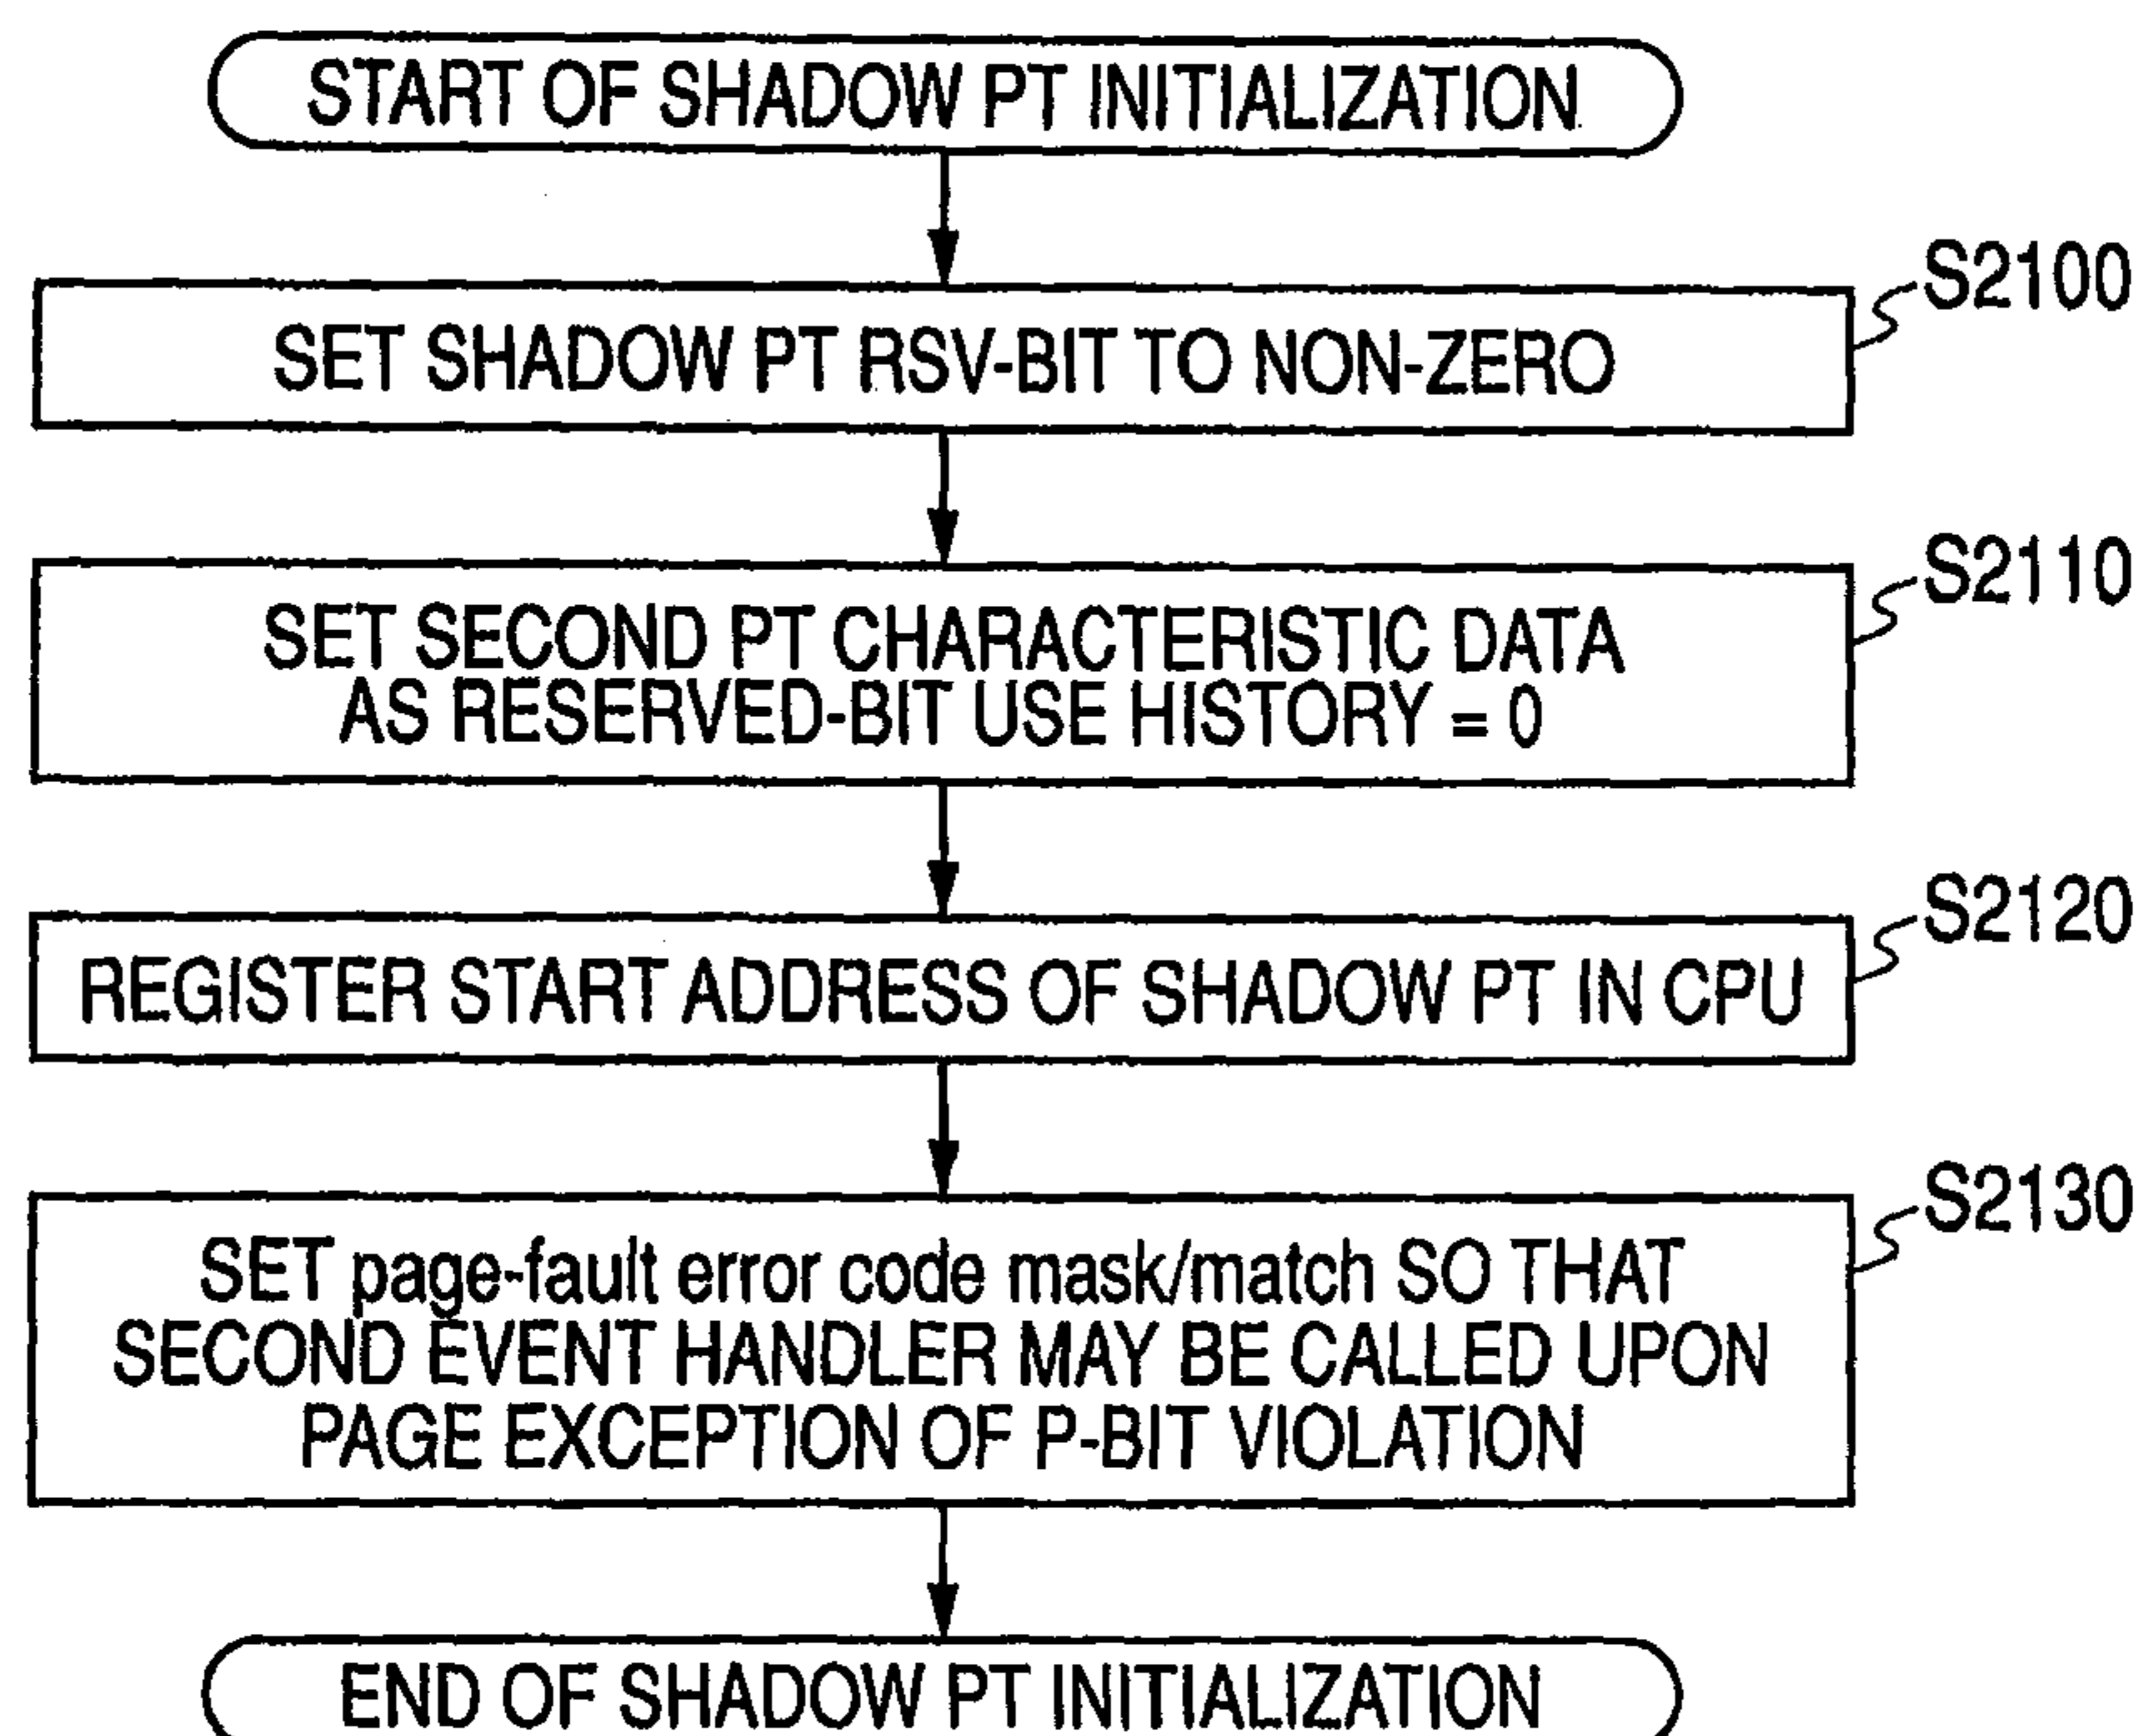 START OF SHADOW PT INITIALIZATION
S2100
SET SHADOW PT RSV-BIT TO NON-ZERO
S2110
SET SECOND PT CHARACTERISTIC DATA
AS RESERVED-BIT USE HISTORY = 0
S2120
REGISTER START ADDRESS OF SHADOW PT IN CPU
S2130
SET page-fault error code mask/match SO THAT
SECOND EVENT HANDLER MAY BE CALLED UPON
PAGE EXCEPTION OF P-BIT VIOLATION
END OF SHADOW PT INITIALIZATION